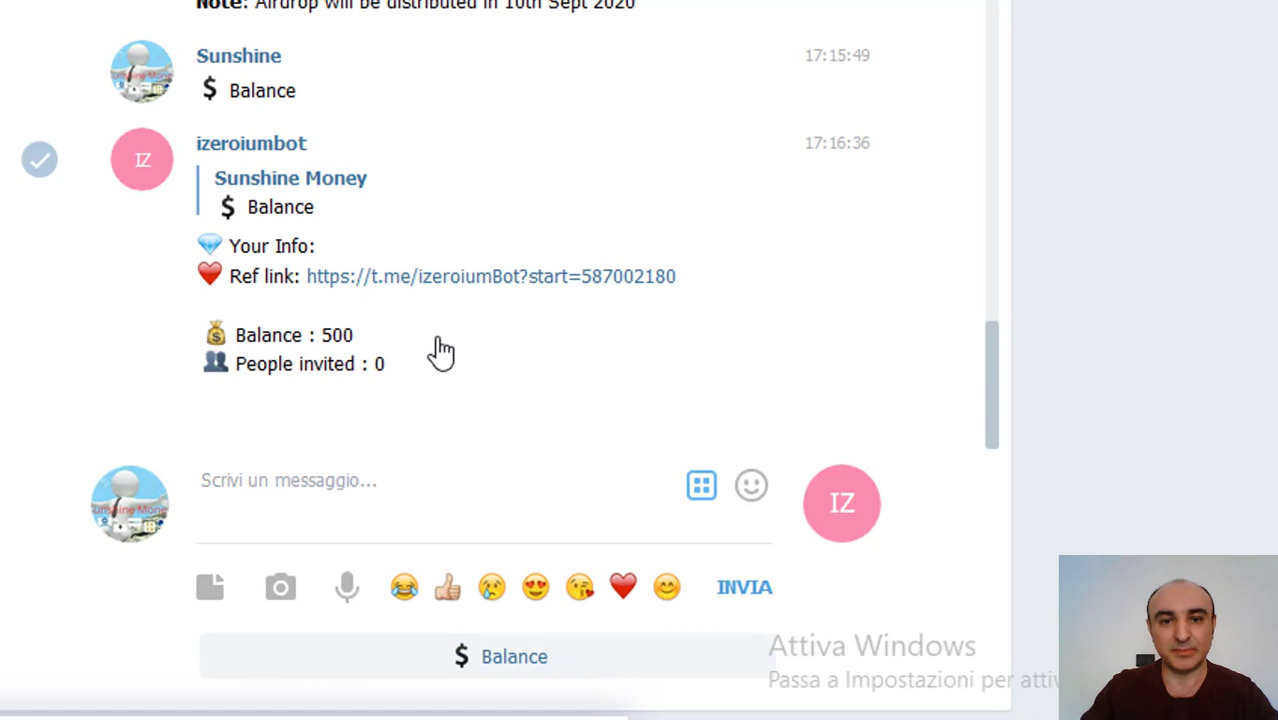 Note: Airdrop will be distributed in 10th Sept 2020
Sunshine 17:15:49
$ Balance
izeroiumbot 17:16:36
IZ
Sunshine Money
$ Balance
Your Info:
Ref link: https://t.me/izeroiumBot?start=587002180
Balance : 500
People invited : 0
Scrivi un messaggio...
IZ
INVIA
$ Balance
Attiva Windows
Passa a Impostazioni per